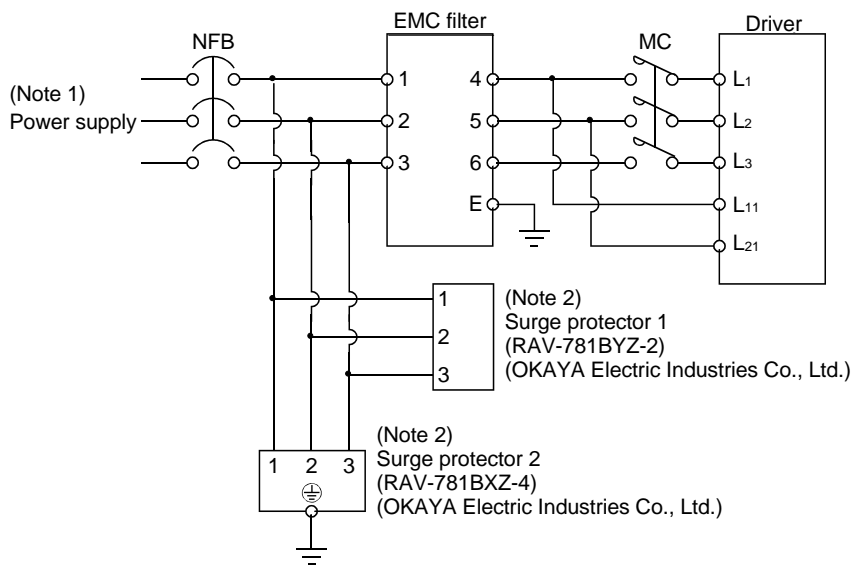 EMC filter
NFB
MC
Driver
(Note 1)
Power supply
1
2
3
4
5
6
E
L1
L2
L3
L11
L21
1
2
3
(Note 2)
Surge protector 1
(RAV-781BYZ-2)
(OKAYA Electric Industries Co., Ltd.)
1 2 3
(Note 2)
Surge protector 2
(RAV-781BXZ-4)
(OKAYA Electric Industries Co., Ltd.)